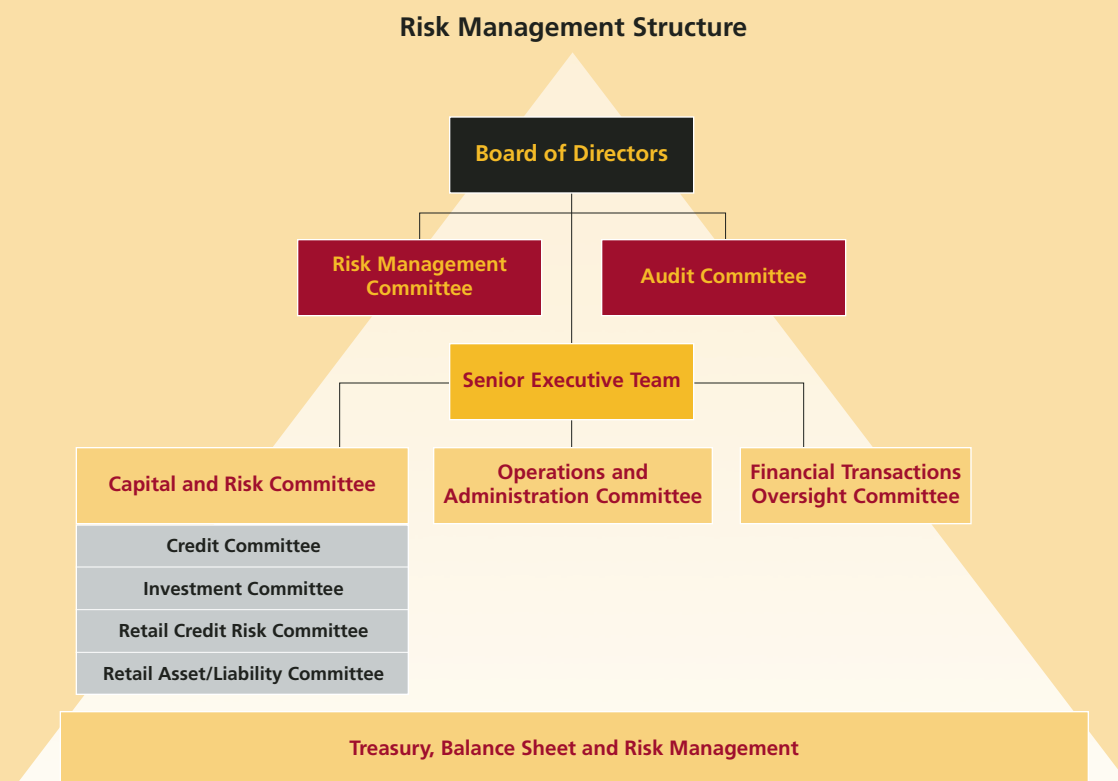 Risk Management Structure
Board of Directors
Risk Management
Committee
Audit Committee
Senior Executive Team
Capital and Risk Committee
Operations and
Administration Committee
Financial Transactions
Oversight Committee
Credit Committee
Investment Committee
Retail Credit Risk Committee
Retail Asset/Liability Committee
Treasury, Balance Sheet and Risk Management